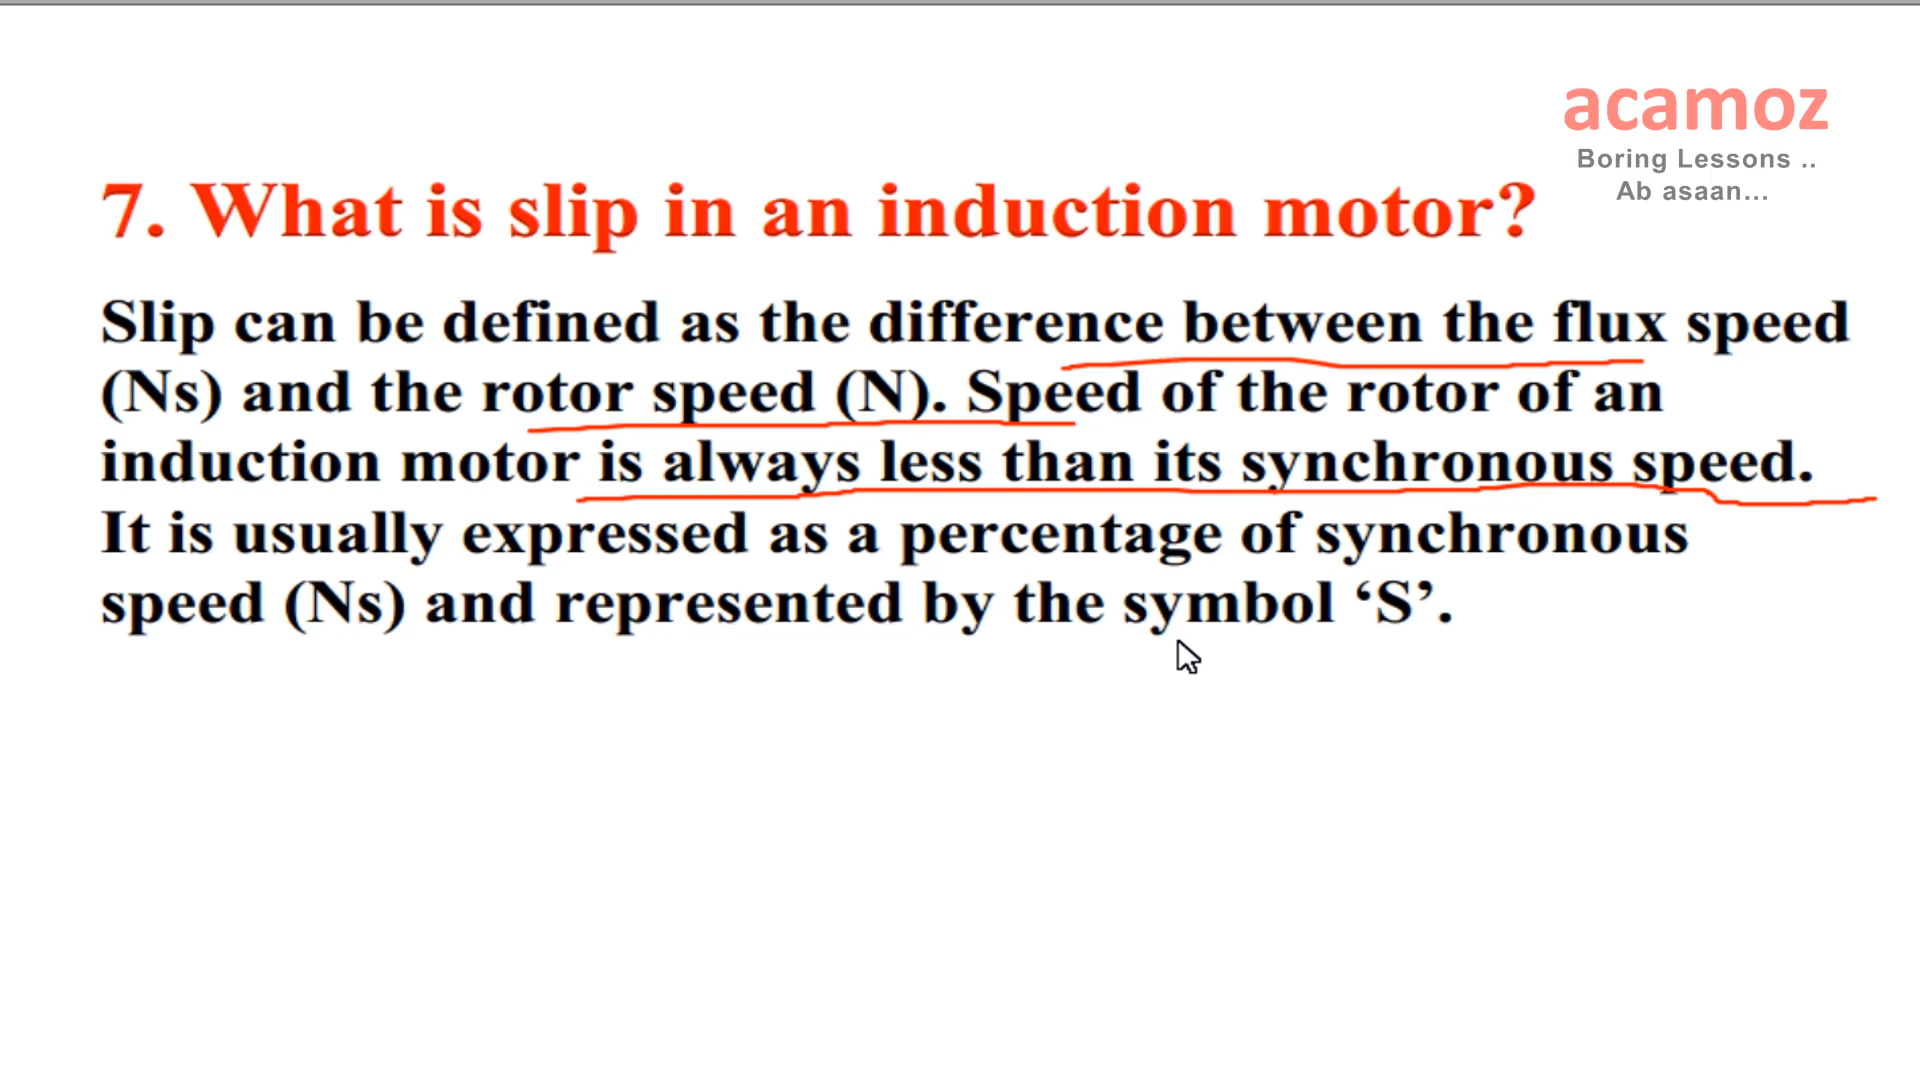 acamoz
Boring Lessons ..
Ab asaan...
7. What is slip in an induction motor?
Slip can be defined as the difference between the flux speed
(Ns) and the rotor speed (N). Speed of the rotor of an
induction motor is always less than its synchronous speed.
It is usually expressed as a percentage of synchronous
speed (Ns) and represented by the symbol ‘S’.